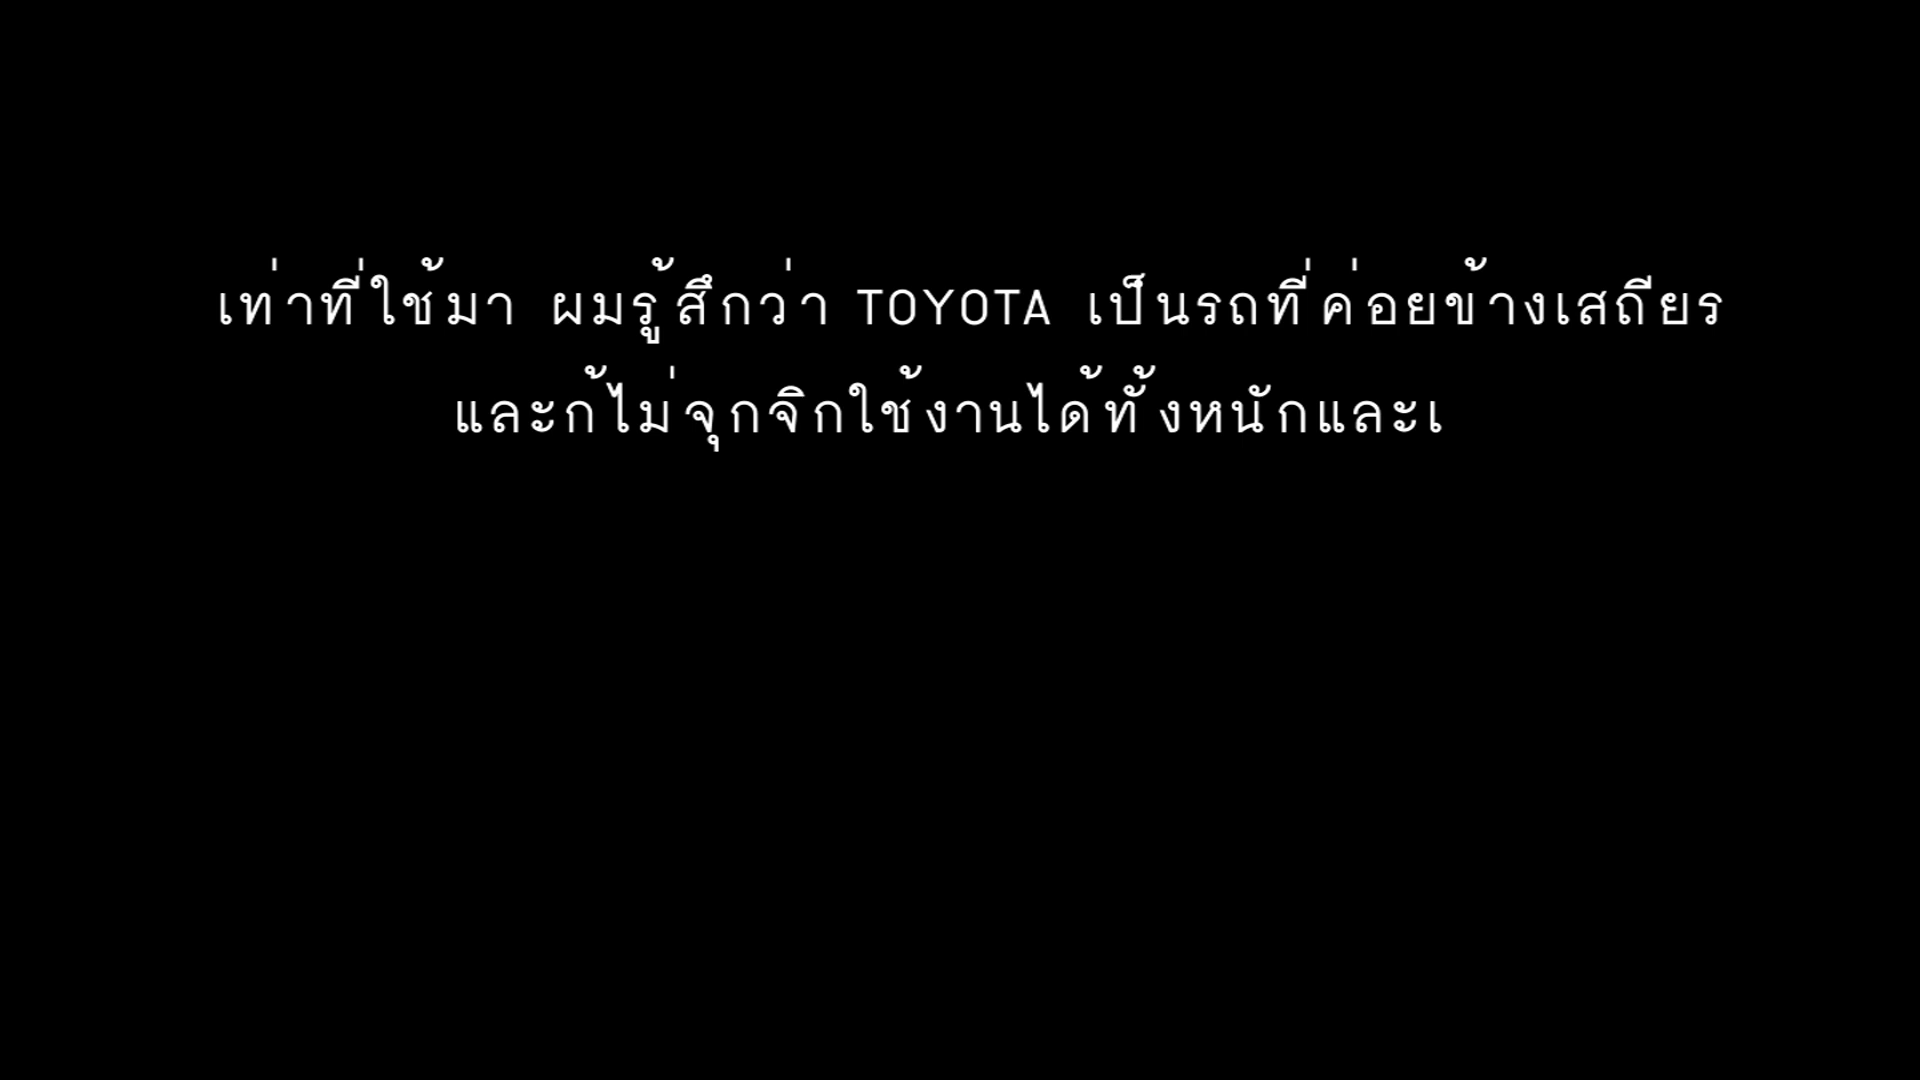 เท่าที่ใช้มา ผมรู้สึกว่า TOYOTA เป็นรถที่ค่อยข้างเสถียร
และก้ไม่จุกจิกใช้งานได้ทั้งหนักและเ